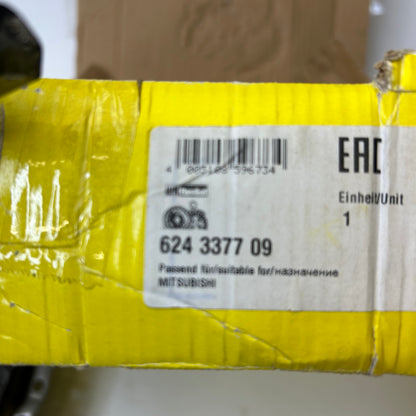 EAC
4 005108 596734
Einheit/Unit
1
624 3377 09
Passend für/suitable for/назначение
MITSUBISHI